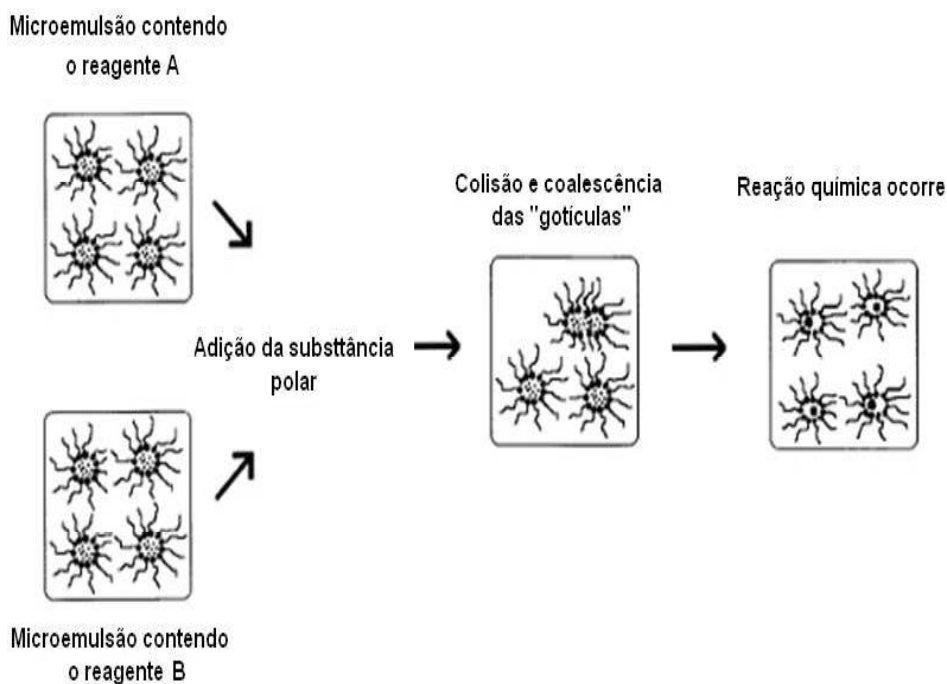 Microemulsão contendo
o reagente A
Colisão e coalescência
das "gotículas"
Reação química ocorre
Adição da substtância
polar
Microemulsão contendo
o reagente B